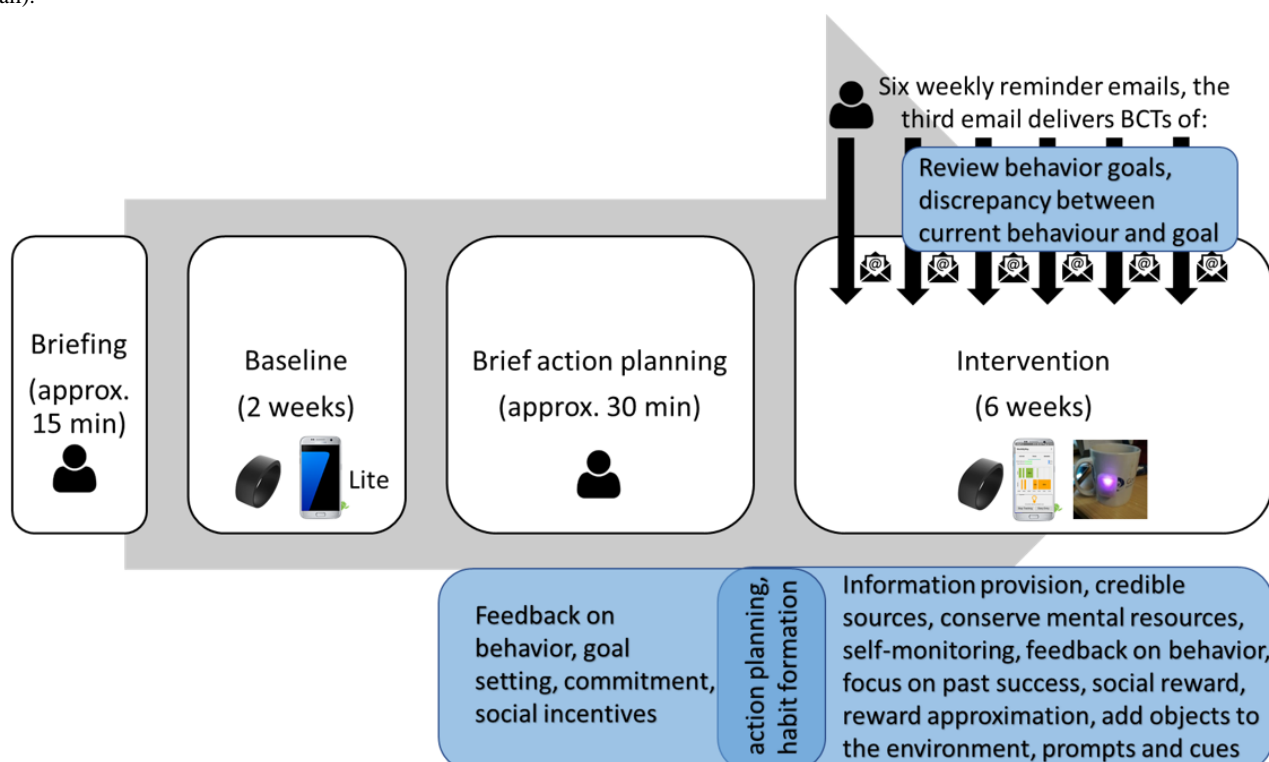 an).
Six weekly reminder emails, the
third email delivers BCTs of:
Review behavior goals,
discrepancy between
current behaviour and goal
@ @ @ @ @ @
Briefing
(approx.
15 min)
Baseline
(2 weeks)
Lite
Brief action planning
(approx. 30 min)
Intervention
(6 weeks)
Feedback on
behavior, goal
setting, commitment,
social incentives
action planning,
habit formation
Information provision, credible
sources, conserve mental resources,
self-monitoring, feedback on behavior,
focus on past success, social reward,
reward approximation, add objects to
the environment, prompts and cues